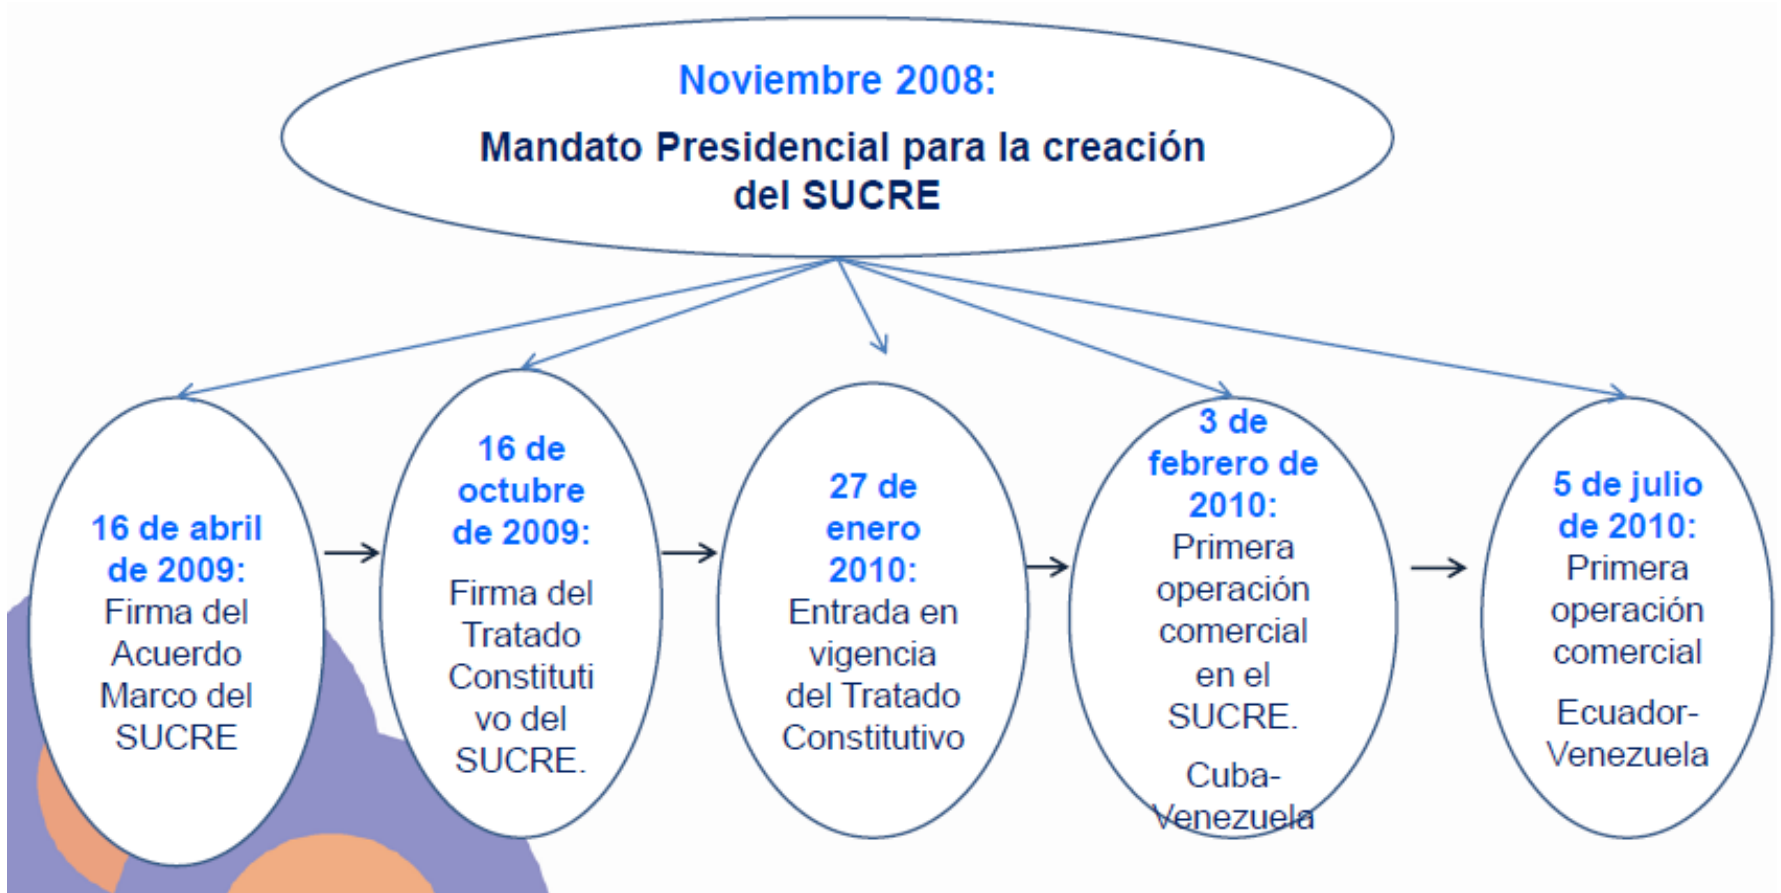 Noviembre 2008:
Mandato Presidencial para la creación
del SUCRE
16 de abril
de 2009:
Firma del
Acuerdo
Marco del
SUCRE
16 de
octubre
de 2009:
Firma del
Tratado
Constituti
vo del
SUCRE.
27 de
enero
2010:
Entrada en
vigencia
del Tratado
Constitutivo
3 de
febrero de
2010:
Primera
operación
comercial
en el
SUCRE.
Cuba-
Venezuela
5 de julio
de 2010:
Primera
operación
comercial
Ecuador-
Venezuela